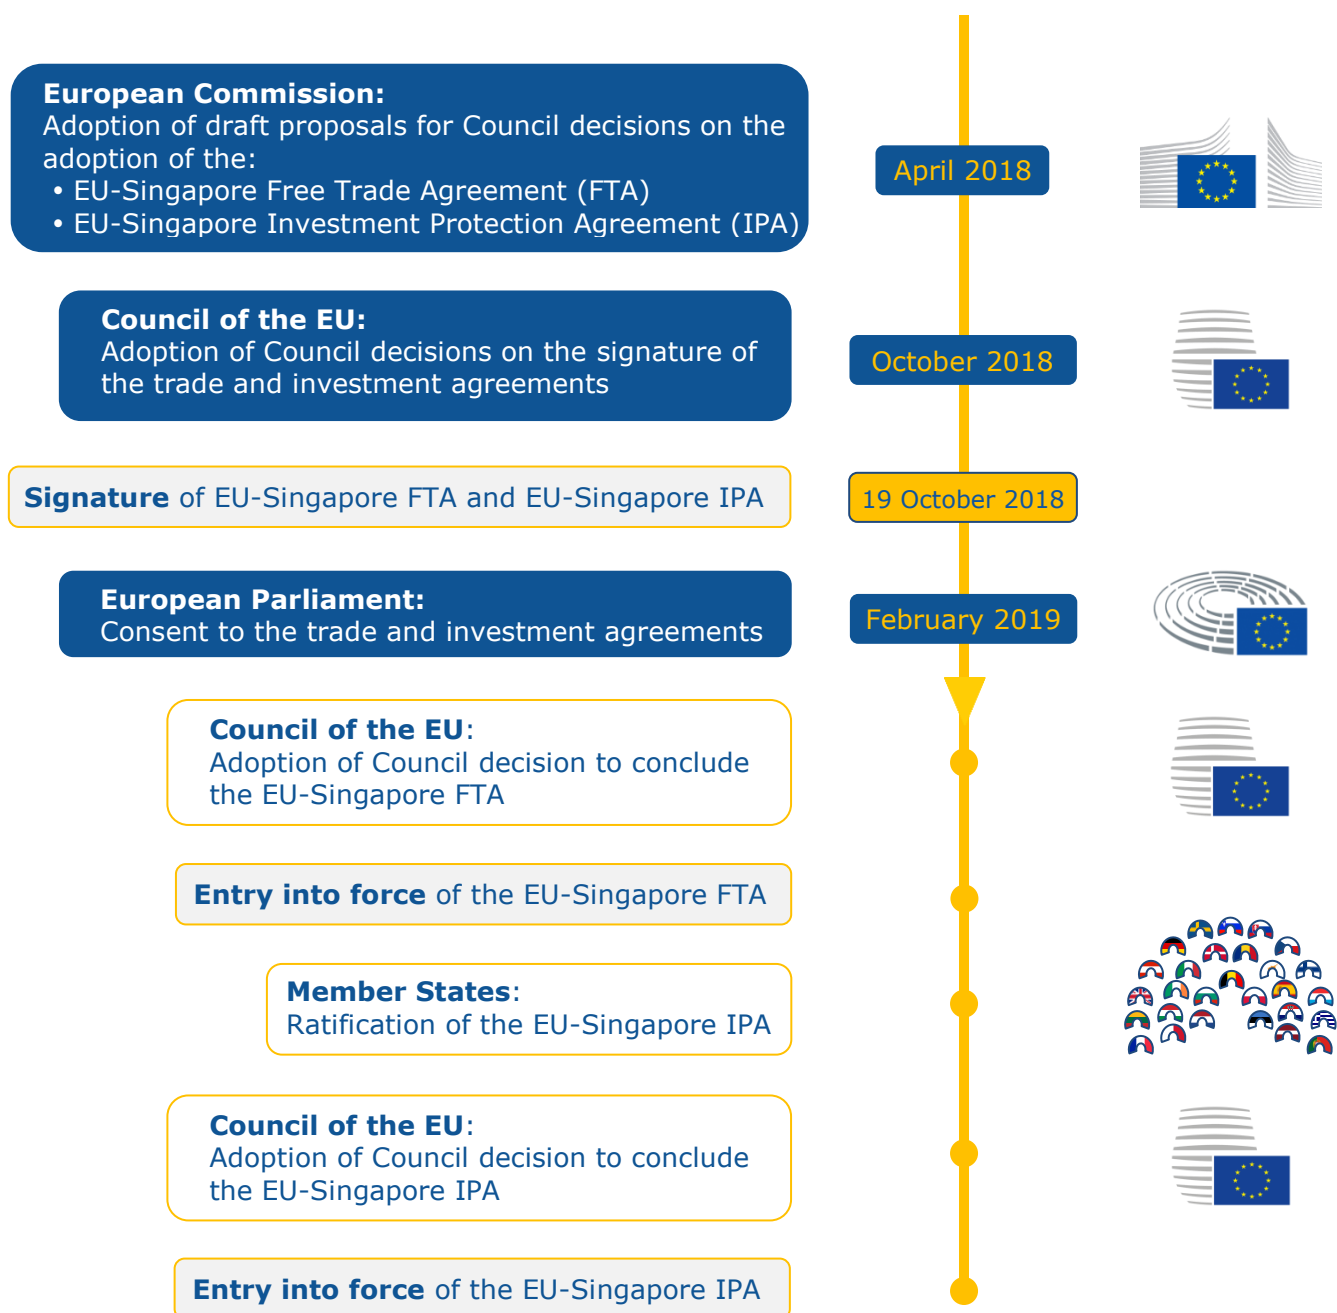 European Commission:
Adoption of draft proposals for Council decisions on the
adoption of the:
• EU-Singapore Free Trade Agreement (FTA)
• EU-Singapore Investment Protection Agreement (IPA)
April 2018
Council of the EU:
Adoption of Council decisions on the signature of
the trade and investment agreements
October 2018
Signature of EU-Singapore FTA and EU-Singapore IPA
19 October 2018
European Parliament:
Consent to the trade and investment agreements
February 2019
Council of the EU:
Adoption of Council decision to conclude
the EU-Singapore FTA
Entry into force of the EU-Singapore FTA
Member States:
Ratification of the EU-Singapore IPA
Council of the EU:
Adoption of Council decision to conclude
the EU-Singapore IPA
Entry into force of the EU-Singapore IPA